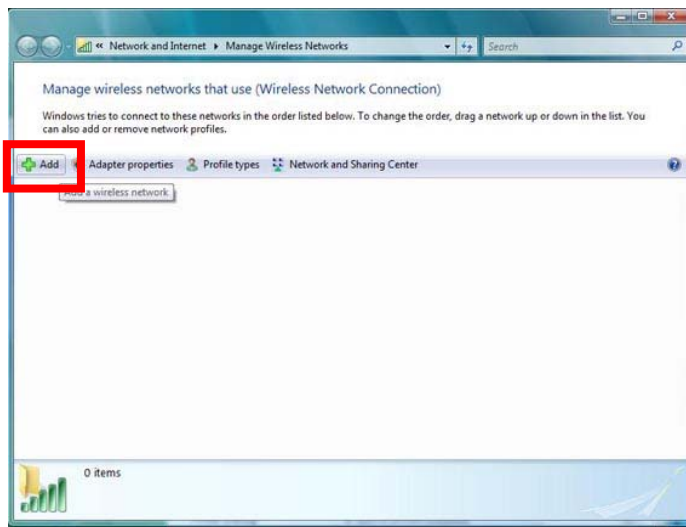 « Network and Internet ▸ Manage Wireless Networks
Search
Manage wireless networks that use (Wireless Network Connection)
Windows tries to connect to these networks in the order listed below. To change the order, drag a network up or down in the list. You
can also add or remove network profiles.
Add Adapter properties Profile types Network and Sharing Center
Add a wireless network
0 items